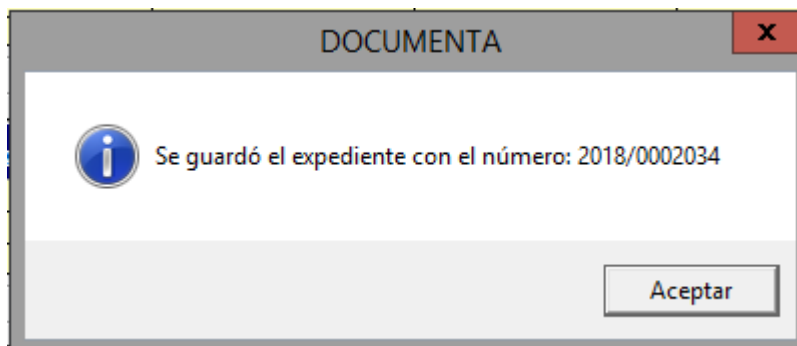 DOCUMENTA
x
Se guardó el expediente con el número: 2018/0002034
Aceptar